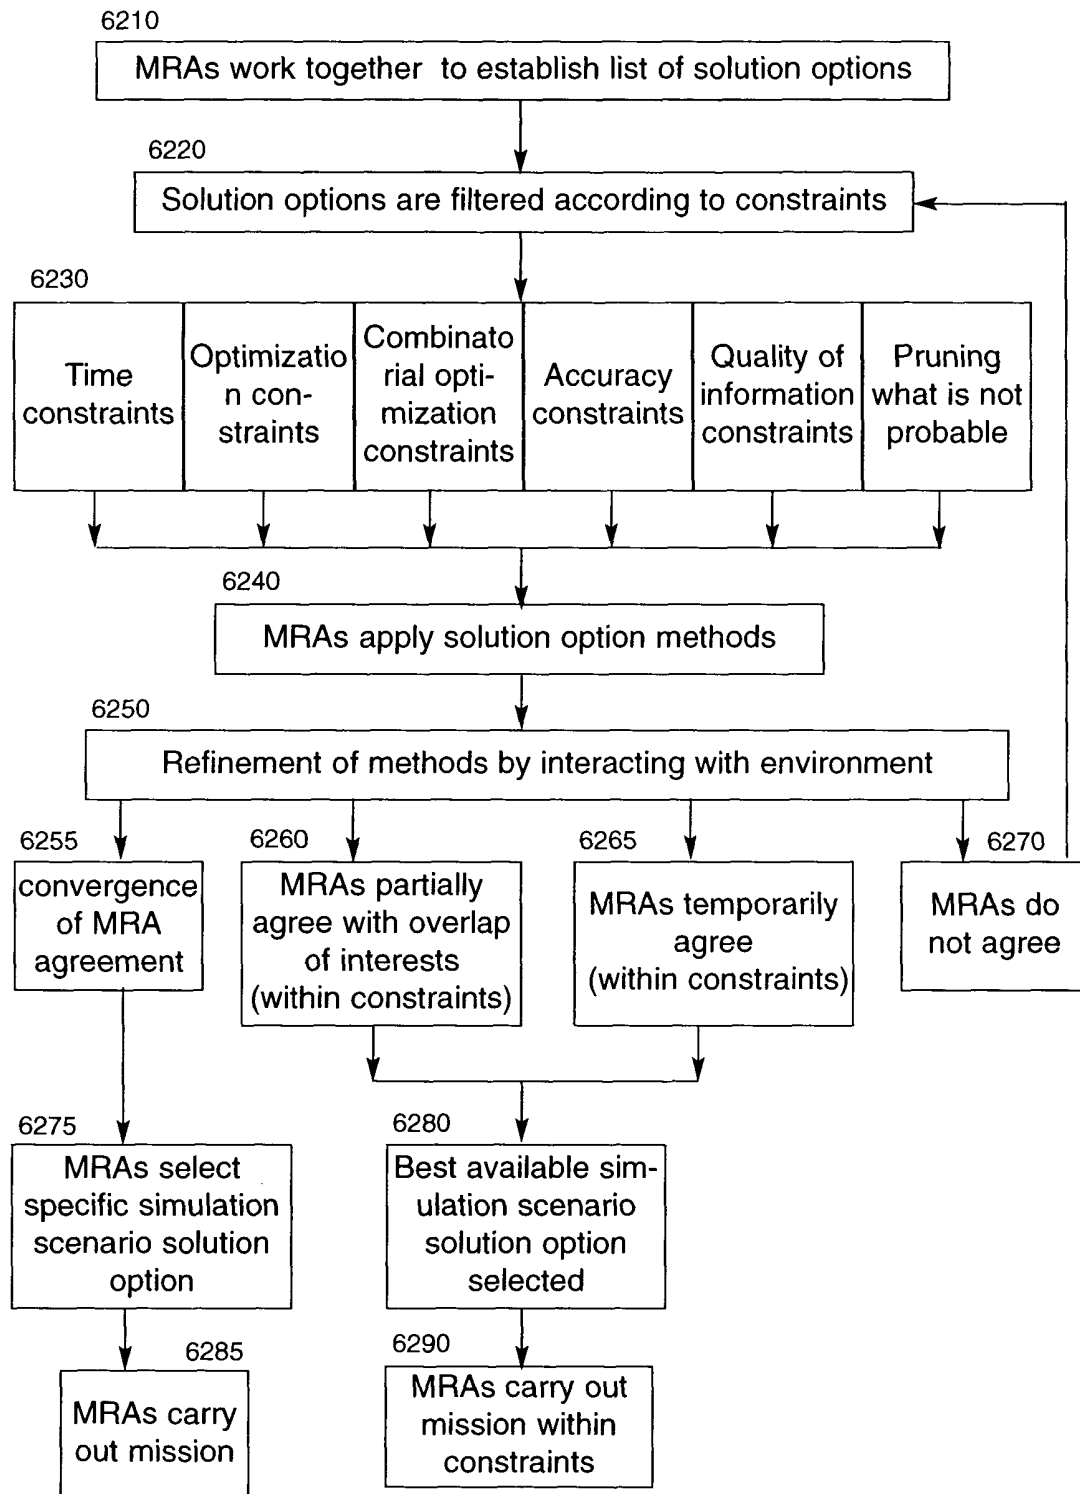 6210
MRAs work together to establish list of solution options
6220
Solution options are filtered according to constraints
6230
Time
constraints
Optimizatio
n con-
straints
Combinato
rial opti-
mization
constraints
Accuracy
constraints
Quality of
information
constraints
Pruning
what is not
probable
6240
MRAs apply solution option methods
6250
Refinement of methods by interacting with environment
6255
convergence
of MRA
agreement
6260
MRAs partially
agree with overlap
of interests
(within constraints)
6265
MRAs temporarily
agree
(within constraints)
6270
MRAs do
not agree
6275
MRAs select
specific simulation
scenario solution
option
6280
Best available sim-
ulation scenario
solution option
selected
6285
MRAs carry
out mission
6290
MRAs carry out
mission within
constraints